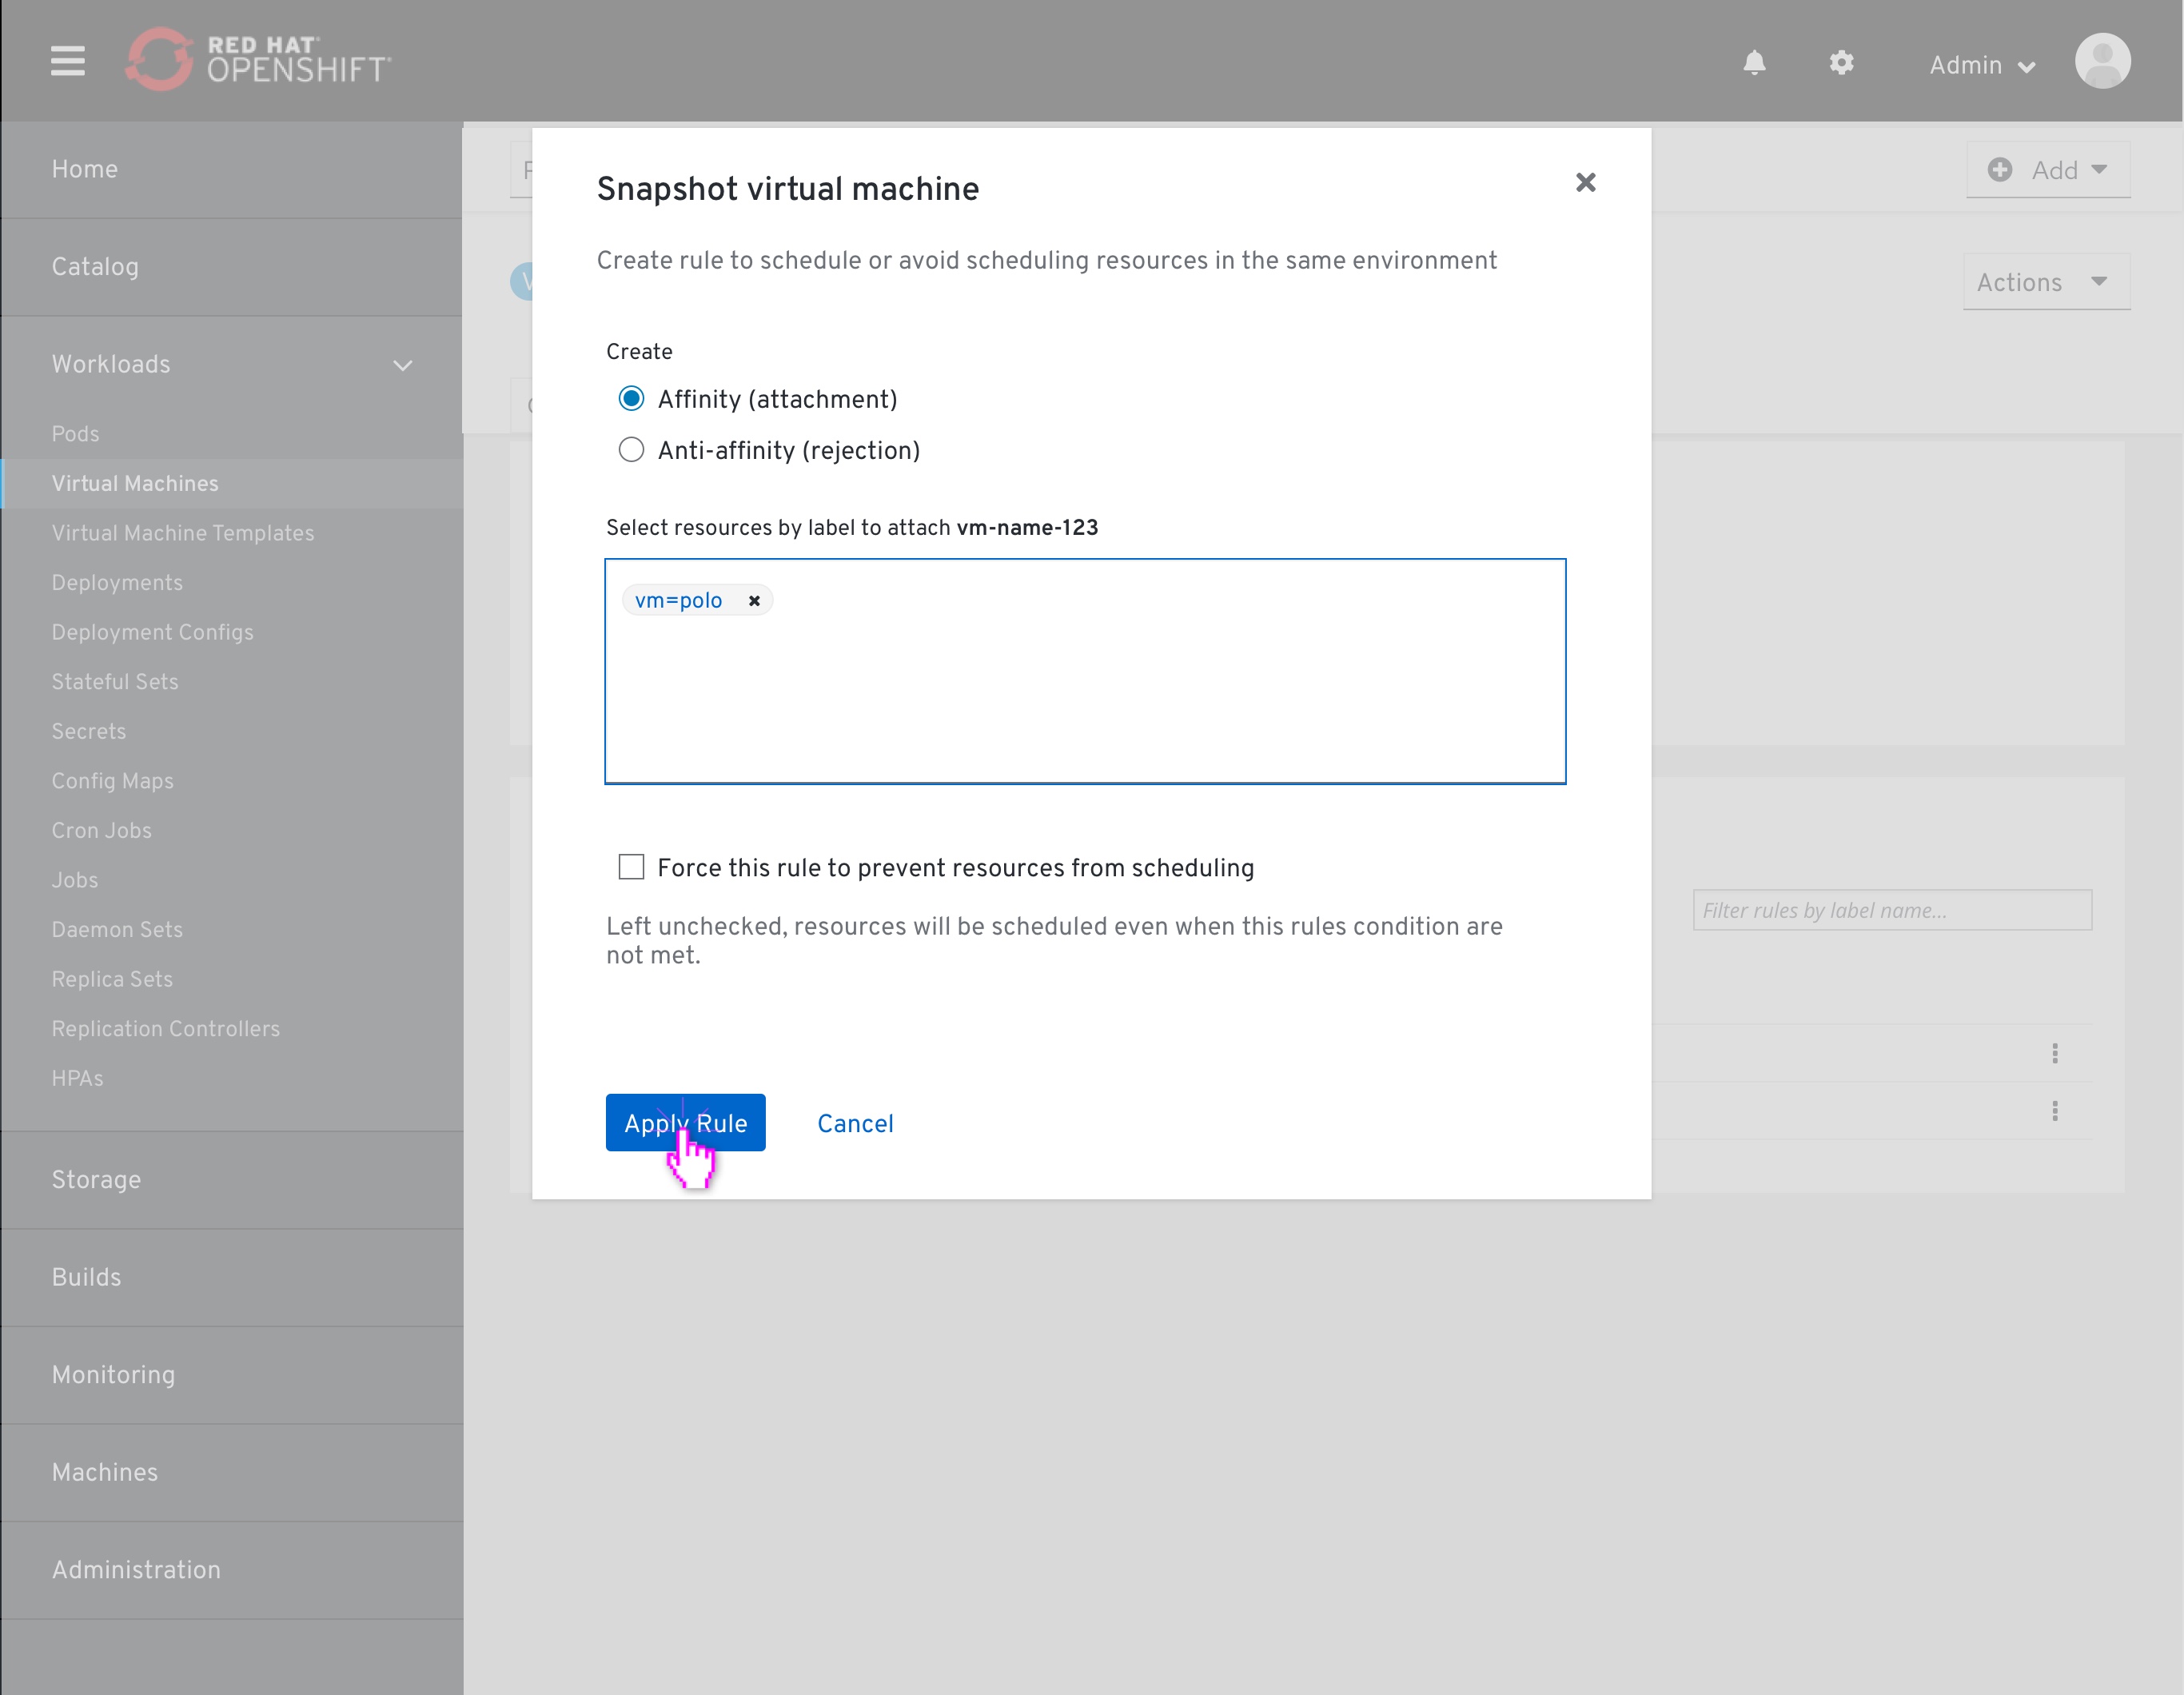 RED HAT
OPENSHIFT
Admin
Home
Catalog
Workloads
Pods
Virtual Machines
Virtual Machine Templates
Deployments
Deployment Configs
Stateful Sets
Secrets
Config Maps
Cron Jobs
Jobs
Daemon Sets
Replica Sets
Replication Controllers
HPAs
Storage
Builds
Monitoring
Machines
Administration
Add
Actions
Snapshot virtual machine
Create rule to schedule or avoid scheduling resources in the same environment
Create
Affinity (attachment)
Anti-affinity (rejection)
Select resources by label to attach vm-name-123
vm=polo
Force this rule to prevent resources from scheduling
Left unchecked, resources will be scheduled even when this rules condition are
not met.
Apply Rule
Cancel
Filter rules by label name...